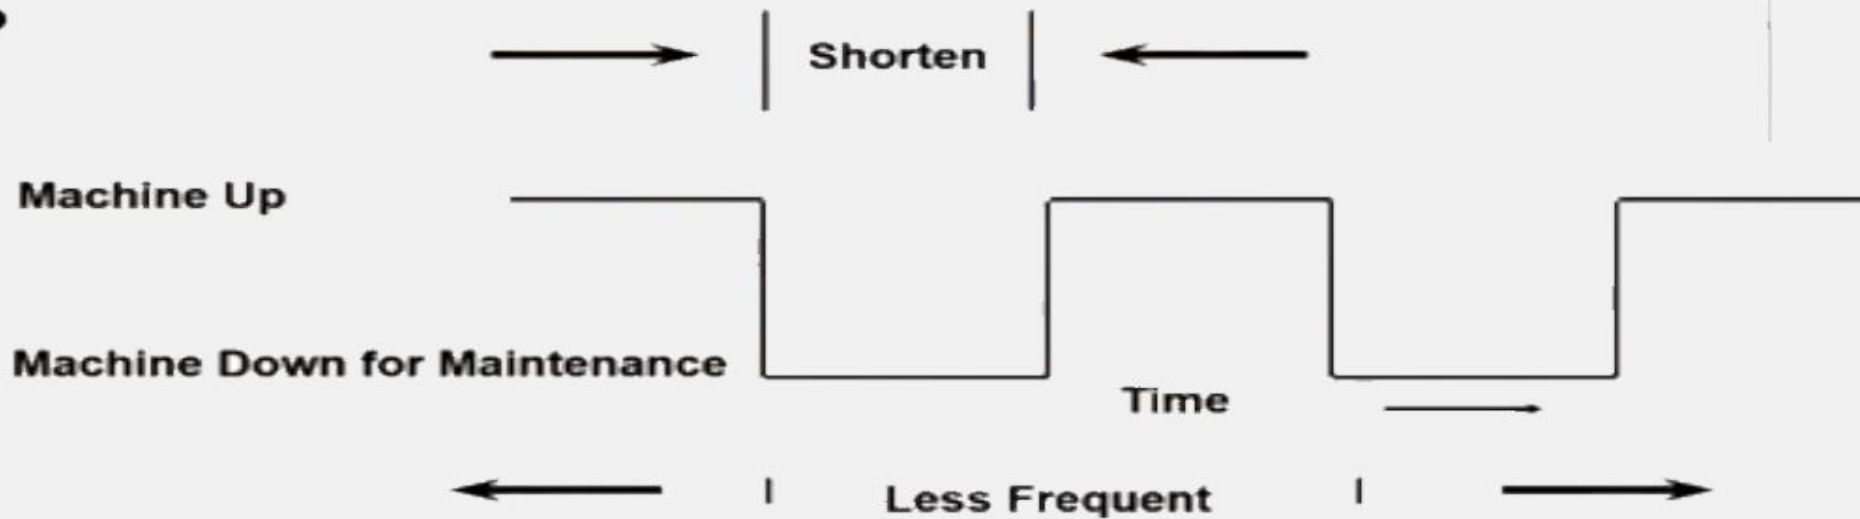 Shorten
Machine Up
Machine Down for Maintenance
Time
Less Frequent